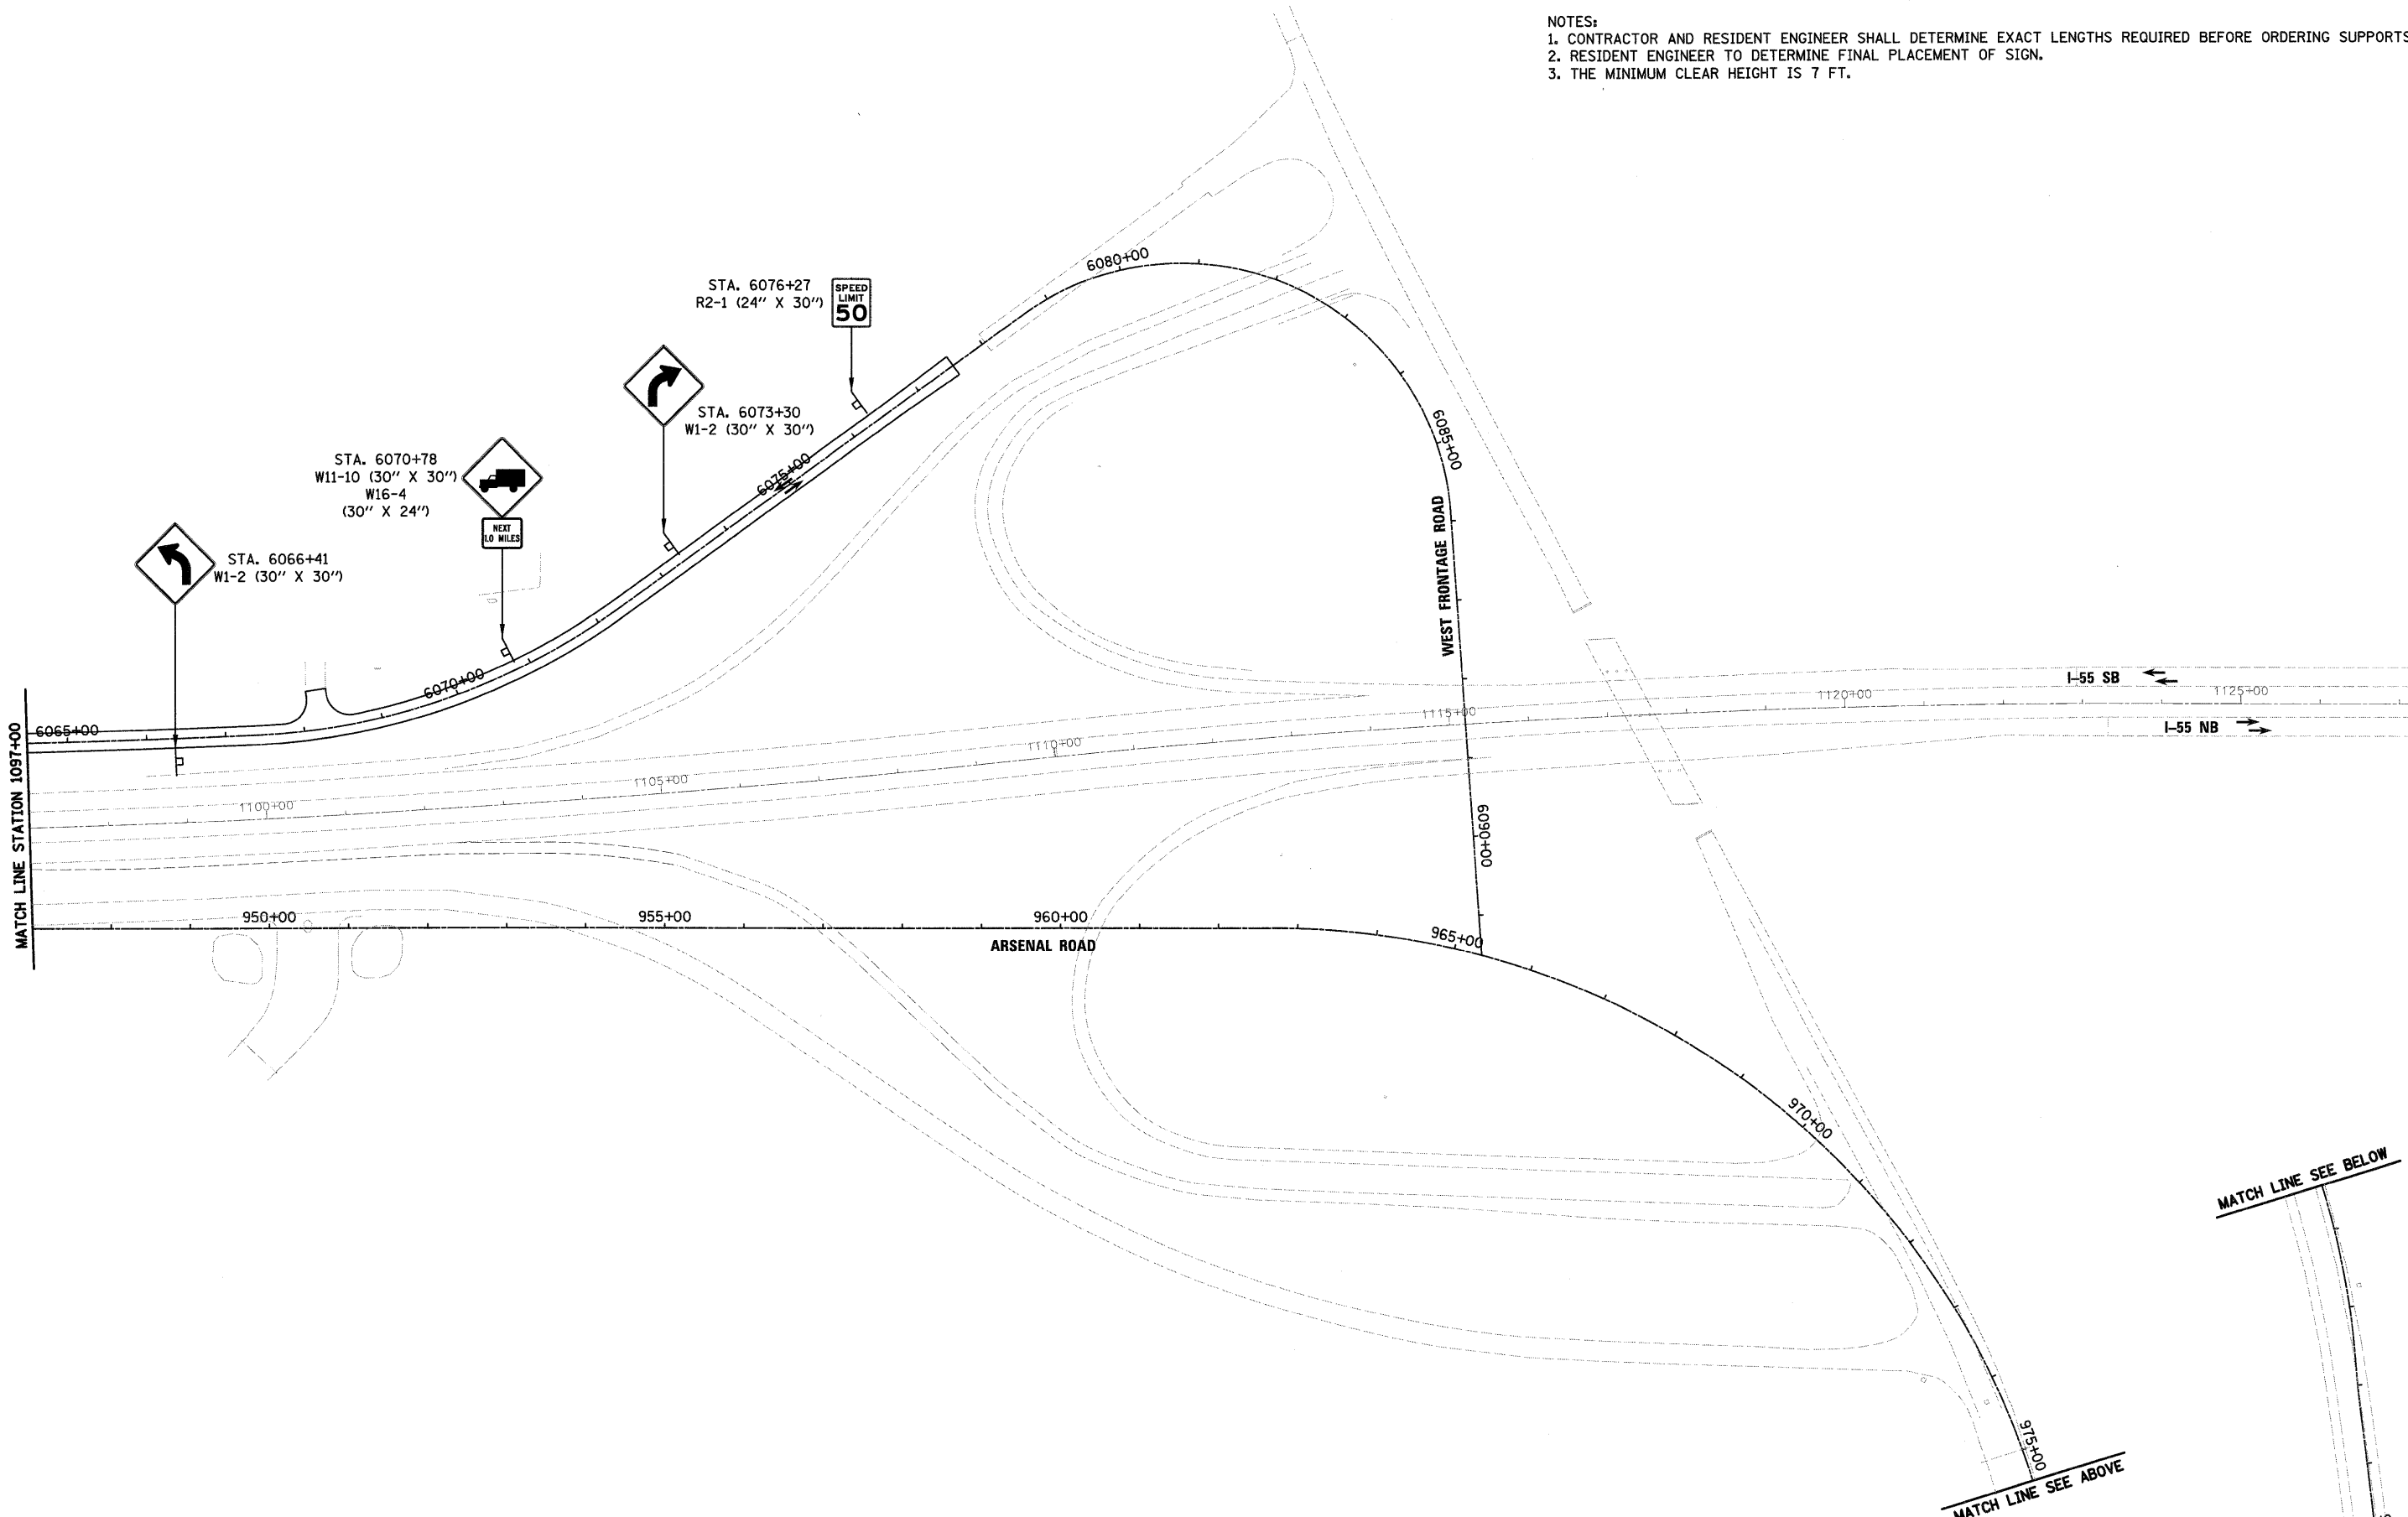 NOTES:
1. CONTRACTOR AND RESIDENT ENGINEER SHALL DETERMINE EXACT LENGTHS REQUIRED BEFORE ORDERING SUPPORTS
2. RESIDENT ENGINEER TO DETERMINE FINAL PLACEMENT OF SIGN.
3. THE MINIMUM CLEAR HEIGHT IS 7 FT.
6080+00
STA. 6076+27
R2-1 (24" X 30")
SPEED
LIMIT
50
STA. 6073+30
W1-2 (30" X 30")
6085+00
STA. 6070+78
W11-10 (30" X 30")
W16-4
(30" X 24")
NEXT
1.0 MILES
6075+00
WEST FRONTAGE ROAD
STA. 6066+41
W1-2 (30" X 30")
6070+00
6065+00
MATCH LINE STATION 1097+00
1100+00
1105+00
1110+00
1115+00
1120+00
1125+00
I-55 SB
I-55 NB
6090+00
950+00
955+00
960+00
965+00
ARSENAL ROAD
970+00
975+00
MATCH LINE SEE BELOW
MATCH LINE SEE ABOVE